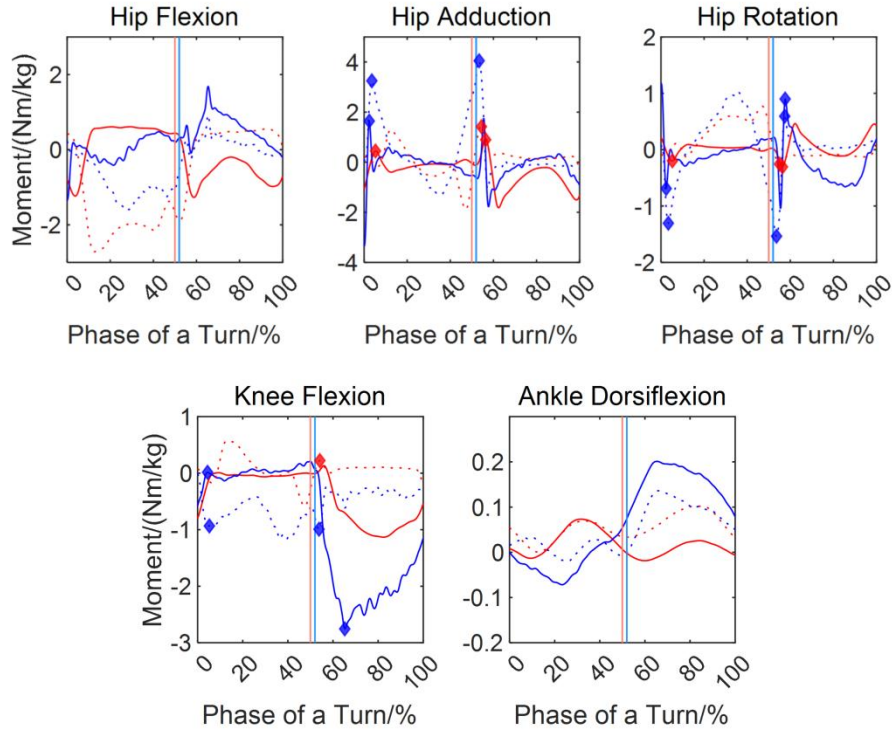 Hip Flexion
Moment/(Nm/kg)
2
0
-2
0 20 40 60 80 100
Phase of a Turn/%
Hip Adduction
4
2
0
-2
-4
0 20 40 60 80 100
Phase of a Turn/%
Hip Rotation
2
1
0
-1
-2
0 20 40 60 80 100
Phase of a Turn/%
Knee Flexion
Moment/(Nm/kg)
1
0
-1
-2
-3
0 20 40 60 80 100
Phase of a Turn/%
Ankle Dorsiflexion
0.2
0.1
0
-0.1
0.2
0 20 40 60 80 100
Phase of a Turn/%